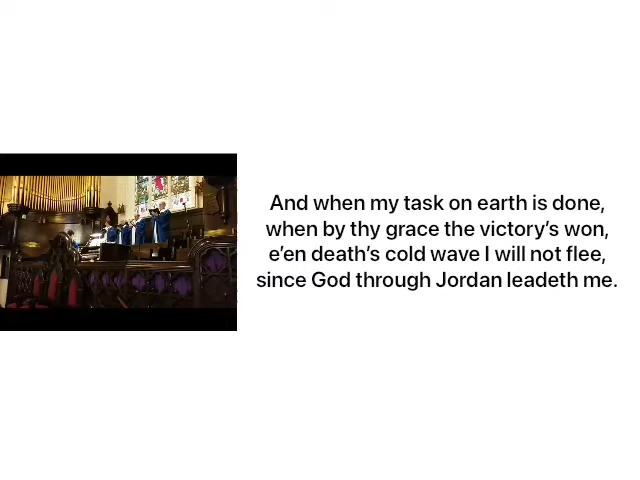 And when my task on earth is done,
when by thy grace the victory’s won,
e’en death’s cold wave I will not flee,
since God through Jordan leadeth me.